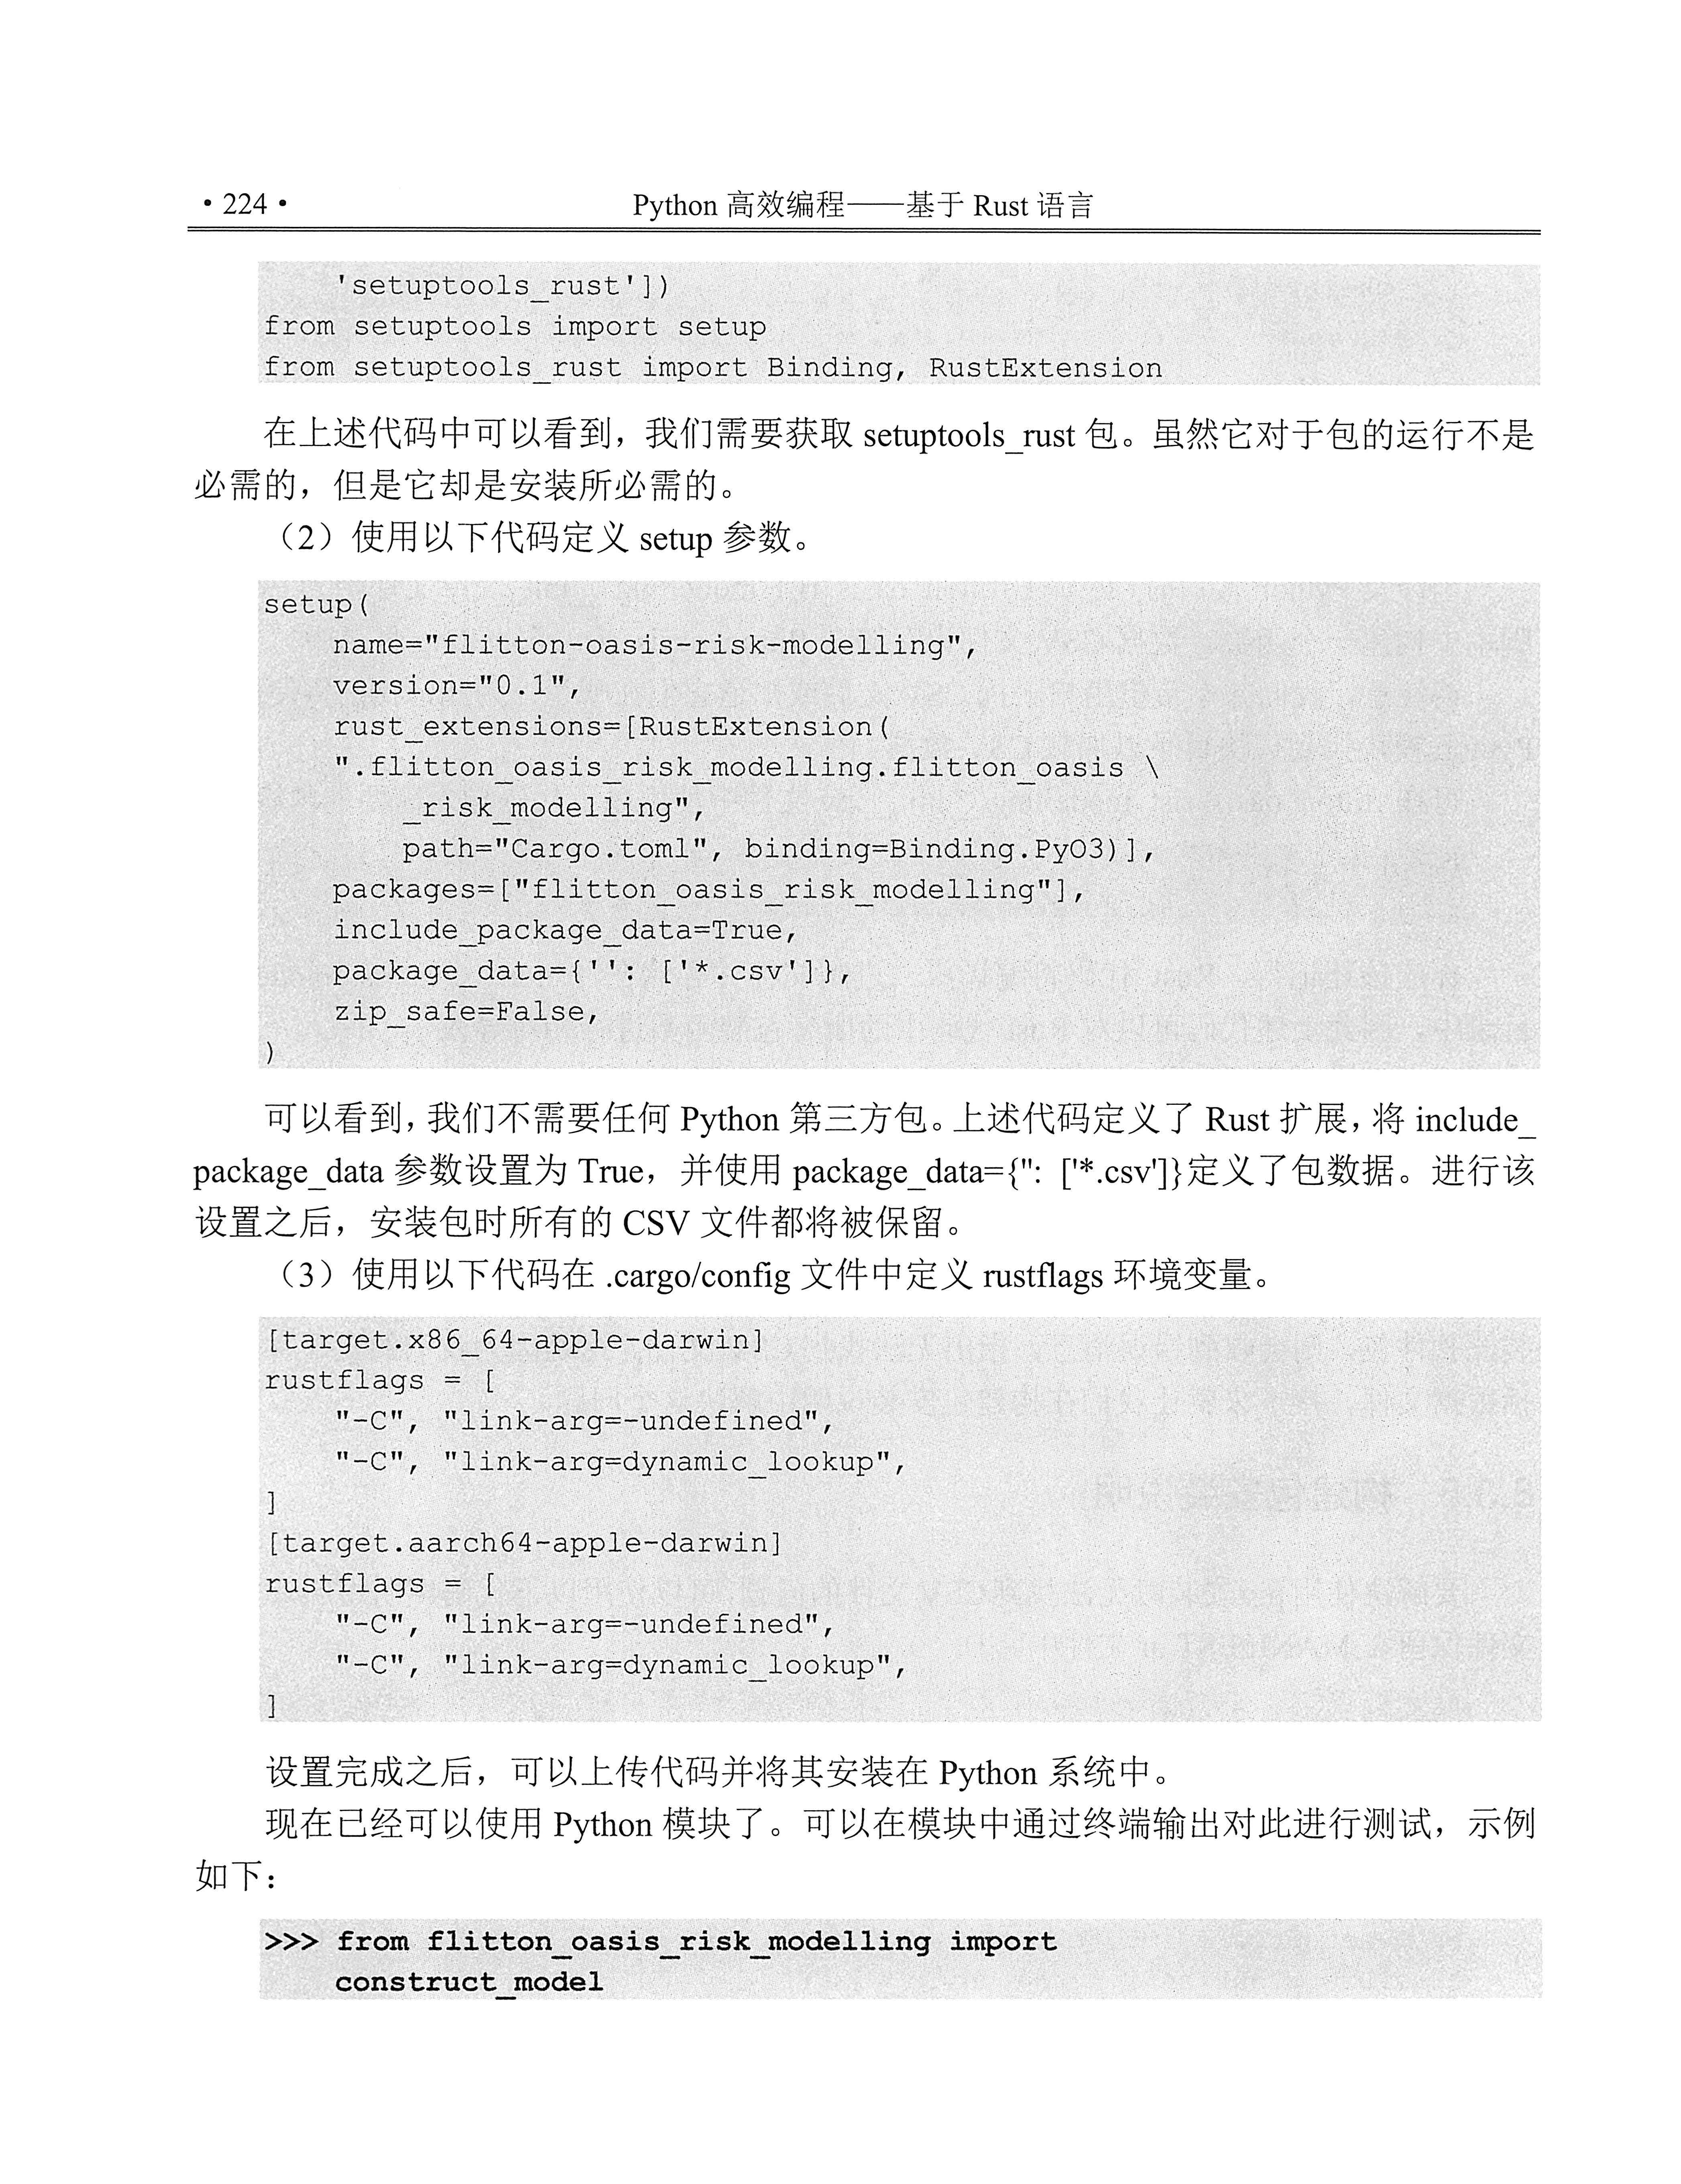 • 224 •
Python 高效编程——基于 Rust 语言
    'setuptools_rust'])
from setuptools import setup
from setuptools_rust import Binding, RustExtension
在上述代码中可以看到，我们需要获取 setuptools_rust 包。虽然它对于包的运行不是
必需的，但是它却是安装所必需的。
（2）使用以下代码定义 setup 参数。
setup(
    name="flitton-oasis-risk-modelling",
    version="0.1",
    rust_extensions=[RustExtension(
    ".flitton_oasis_risk_modelling.flitton_oasis \
        _risk_modelling",
        path="Cargo.toml", binding=Binding.PyO3)],
    packages=["flitton_oasis_risk_modelling"],
    include_package_data=True,
    package_data={'': ['*.csv']},
    zip_safe=False,
)
可以看到，我们不需要任何 Python 第三方包。上述代码定义了 Rust 扩展，将 include_
package_data 参数设置为 True，并使用 package_data={'': ['*.csv']}定义了包数据。进行该
设置之后，安装包时所有的 CSV 文件都将被保留。
（3）使用以下代码在 .cargo/config 文件中定义 rustflags 环境变量。
[target.x86_64-apple-darwin]
rustflags = [
    "-C", "link-arg=-undefined",
    "-C", "link-arg=dynamic_lookup",
]
[target.aarch64-apple-darwin]
rustflags = [
    "-C", "link-arg=-undefined",
    "-C", "link-arg=dynamic_lookup",
]
设置完成之后，可以上传代码并将其安装在 Python 系统中。
现在已经可以使用 Python 模块了。可以在模块中通过终端输出对此进行测试，示例
如下：
>>> from flitton_oasis_risk_modelling import
    construct_model